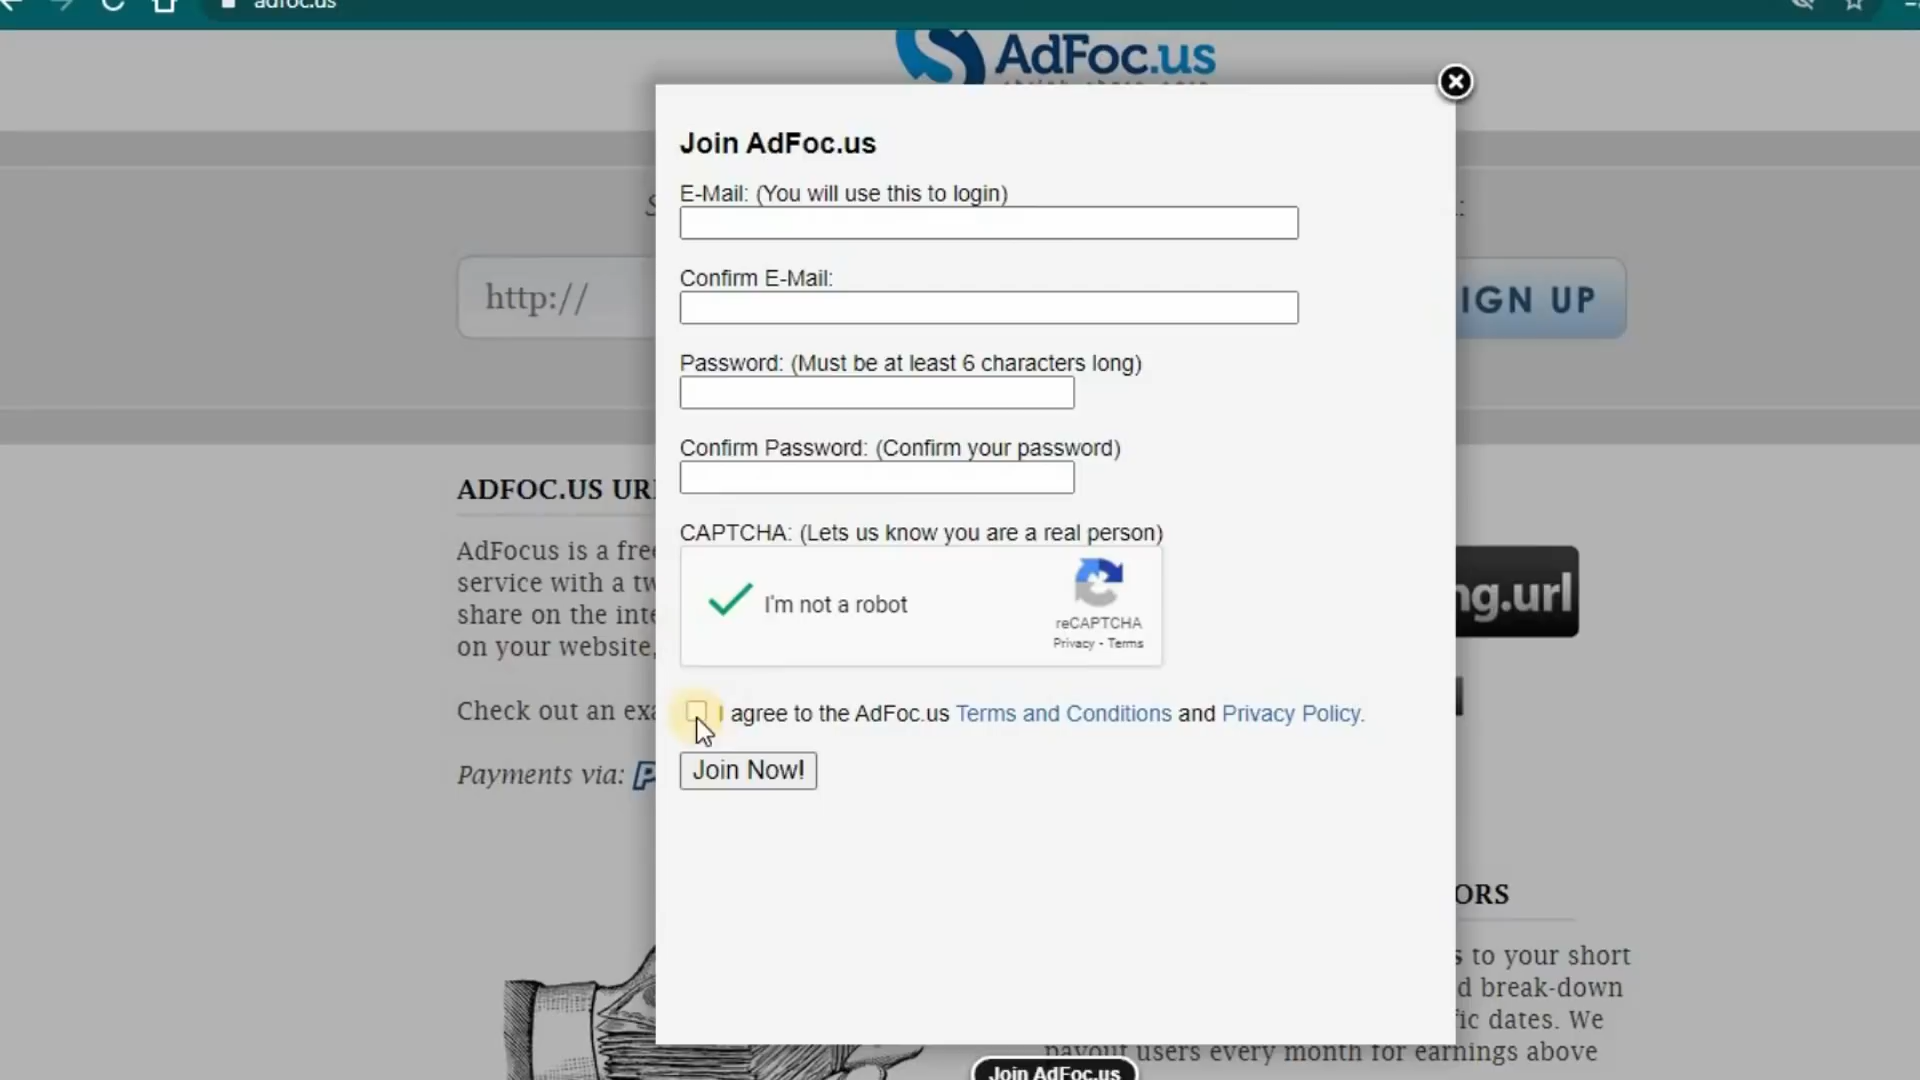 adfoc.us
AdFoc.us
Join AdFoc.us
E-Mail: (You will use this to login)
Confirm E-Mail:
http://
IGN UP
Password: (Must be at least 6 characters long)
Confirm Password: (Confirm your password)
ADFOC.US UR
CAPTCHA: (Lets us know you are a real person)
AdFocus is a fre
service with a tw
share on the inte
on your website,
I'm not a robot
reCAPTCHA
Privacy - Terms
ng.url
Check out an exa
I agree to the AdFoc.us Terms and Conditions and Privacy Policy.
Payments via:
Join Now!
ORS
s to your short
d break-down
fic dates. We
payout users every month for earnings above
Join AdFoc.us